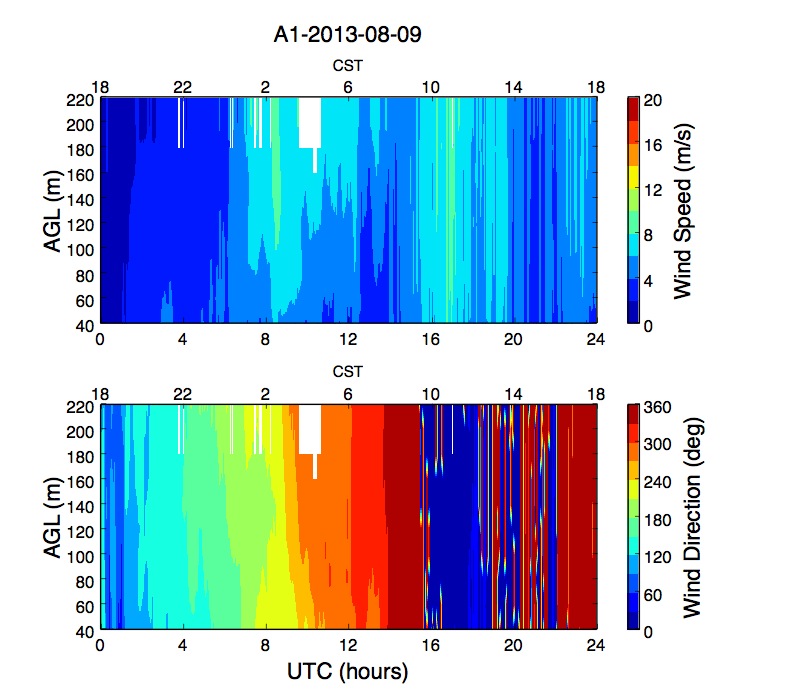 A1-2013-08-09
CST
18 22 2 6 10 14 18
220
200
180
160
140
120
100
80
60
40
AGL (m)
0 4 8 12 16 20 24
20
16
12
8
4
0
Wind Speed (m/s)
CST
18 22 2 6 10 14 18
220
200
180
160
140
120
100
80
60
40
AGL (m)
0 4 8 12 16 20 24
UTC (hours)
360
300
240
180
120
60
0
Wind Direction (deg)